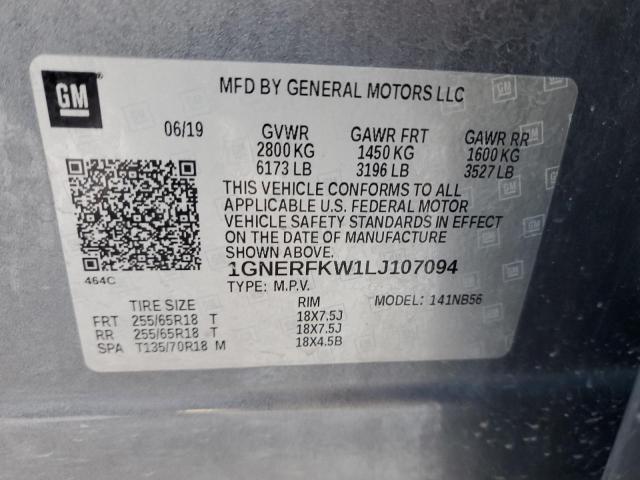 GM
®
MFD BY GENERAL MOTORS LLC
06/19 GVWR GAWR FRT GAWR RR
2800 KG 1450 KG 1600 KG
6173 LB 3196 LB 3527 LB
THIS VEHICLE CONFORMS TO ALL
APPLICABLE U.S. FEDERAL MOTOR
VEHICLE SAFETY STANDARDS IN EFFECT
ON THE DATE OF MANUFACTURE
SHOWN ABOVE.
464C
1GNERFKW1LJ107094
TYPE: M.P.V. MODEL: 141NB56
TIRE SIZE RIM
FRT 255/65R18 T 18X7.5J
RR 255/65R18 T 18X7.5J
SPA T135/70R18 M 18X4.5B